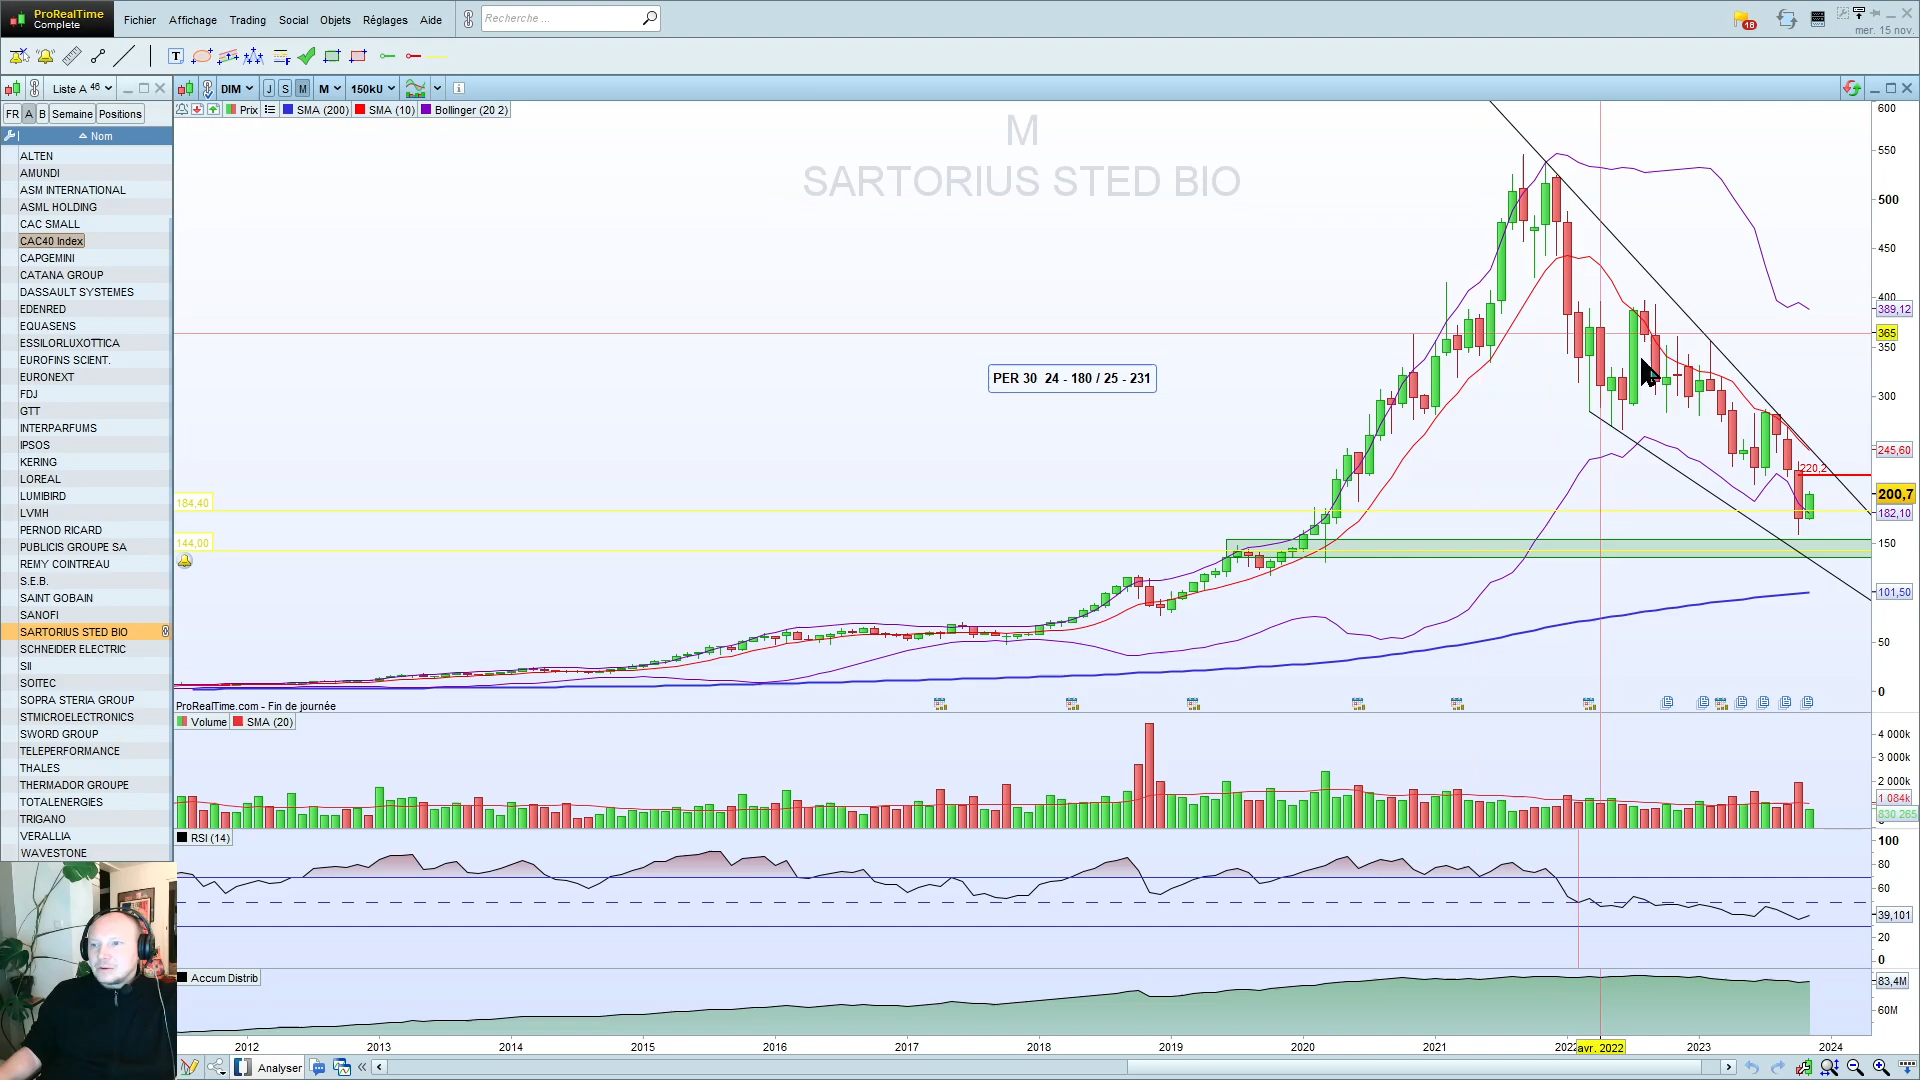 ProRealTime
Complete
Fichier Affichage Trading Social Objets Réglages Aide
Recherche ...
18
mer. 15 nov.
T
F
Liste A 46
DIM J S M M 150kU i
FR A B Semaine Positions
Nom
ALTEN
AMUNDI
ASM INTERNATIONAL
ASML HOLDING
CAC SMALL
CAC40 Index
CAPGEMINI
CATANA GROUP
DASSAULT SYSTEMES
EDENRED
EQUASENS
ESSILORLUXOTTICA
EUROFINS SCIENT.
EURONEXT
FDJ
GTT
INTERPARFUMS
IPSOS
KERING
LOREAL
LUMIBIRD
LVMH
PERNOD RICARD
PUBLICIS GROUPE SA
REMY COINTREAU
S.E.B.
SAINT GOBAIN
SANOFI
SARTORIUS STED BIO
SCHNEIDER ELECTRIC
SII
SOITEC
SOPRA STERIA GROUP
STMICROELECTRONICS
SWORD GROUP
TELEPERFORMANCE
THALES
THERMADOR GROUPE
TOTALENERGIES
TRIGANO
VERALLIA
WAVESTONE
Prix SMA (200) SMA (10) Bollinger (20 2)
M
SARTORIUS STED BIO
PER 30 24 - 180 / 25 - 231
184,40
144,00
220,2
600
550
500
450
400
389,12
365
350
300
245,60
200,7
182,10
150
101,50
50
0
ProRealTime.com - Fin de journée
Volume SMA (20)
4 000k
3 000k
2 000k
1 084k
830 265
RSI (14)
100
80
60
39,101
20
0
Accum Distrib
83,4M
60M
2012 2013 2014 2015 2016 2017 2018 2019 2020 2021 2022 avr. 2022 2023 2024
Analyser